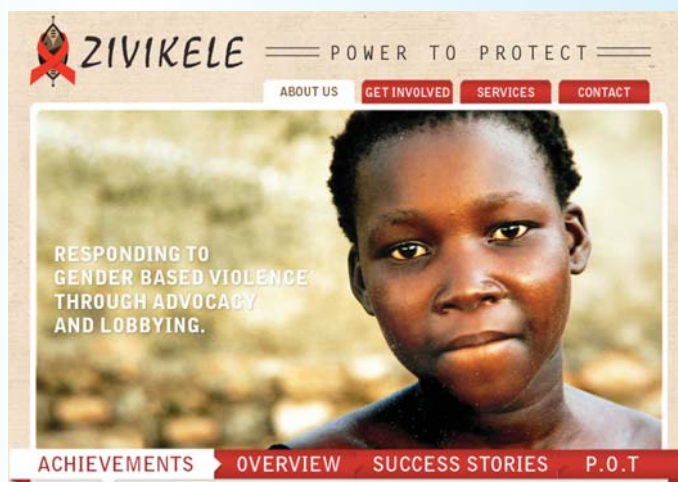 ZIVIKELE POWER TO PROTECT
ABOUT US GET INVOLVED SERVICES CONTACT
RESPONDING TO
GENDER BASED VIOLENCE
THROUGH ADVOCACY
AND LOBBYING.
ACHIEVEMENTS OVERVIEW SUCCESS STORIES P.O.T